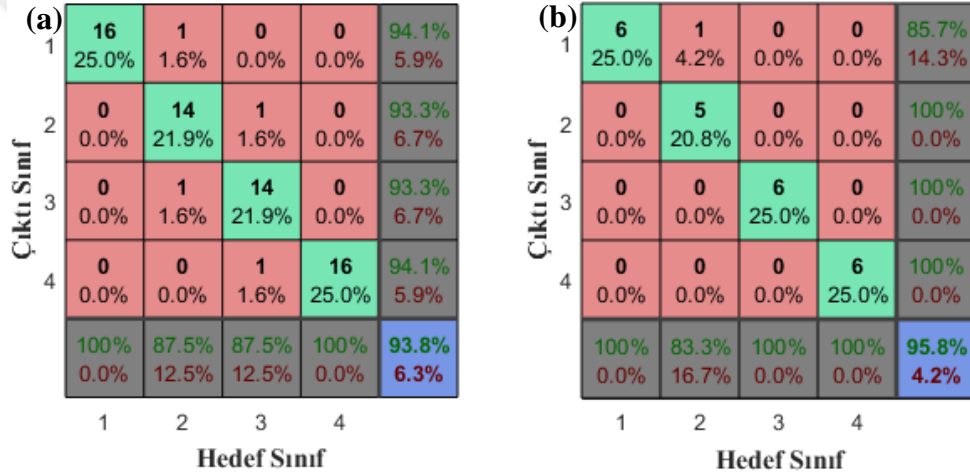 (a)
1 16 1 0 0 94.1%
25.0% 1.6% 0.0% 0.0% 5.9%
2 0 14 1 0 93.3%
0.0% 21.9% 1.6% 0.0% 6.7%
3 0 1 14 0 93.3%
0.0% 1.6% 21.9% 0.0% 6.7%
4 0 0 1 16 94.1%
0.0% 0.0% 1.6% 25.0% 5.9%
100% 87.5% 87.5% 100% 93.8%
0.0% 12.5% 12.5% 0.0% 6.3%
1 2 3 4
Çıktı Sınıf
Hedef Sınıf
(b)
1 6 1 0 0 85.7%
25.0% 4.2% 0.0% 0.0% 14.3%
2 0 5 0 0 100%
0.0% 20.8% 0.0% 0.0% 0.0%
3 0 0 6 0 100%
0.0% 0.0% 25.0% 0.0% 0.0%
4 0 0 0 6 100%
0.0% 0.0% 0.0% 25.0% 0.0%
100% 83.3% 100% 100% 95.8%
0.0% 16.7% 0.0% 0.0% 4.2%
1 2 3 4
Çıktı Sınıf
Hedef Sınıf